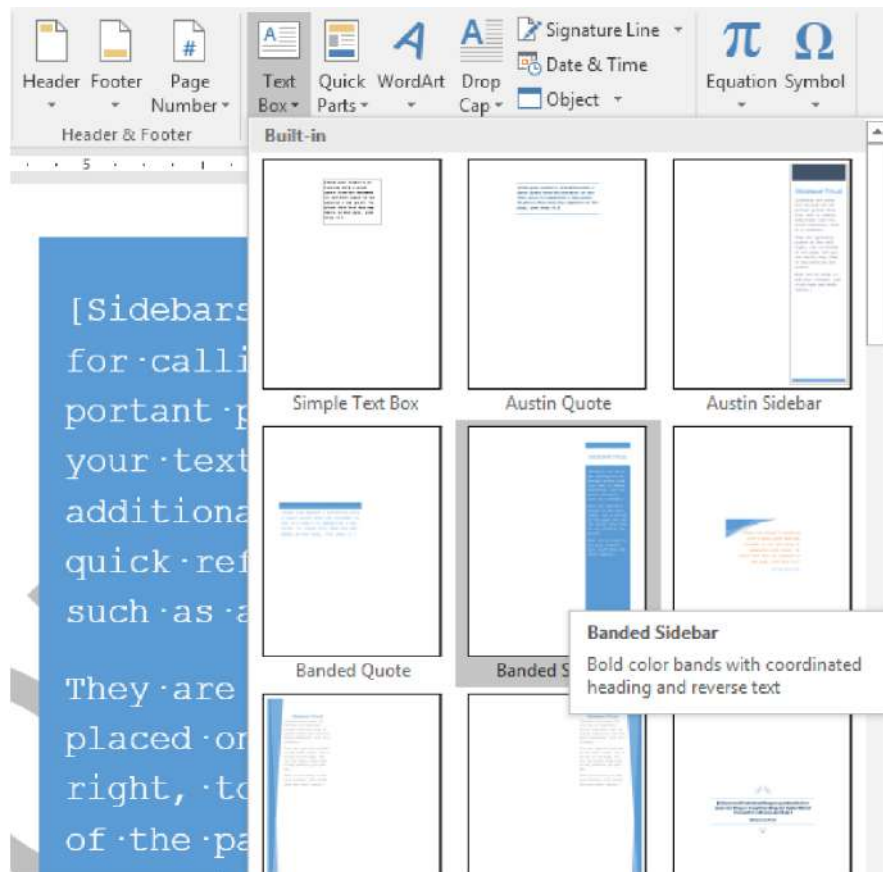 Header Footer Page Number
Header & Footer
Text Box Quick Parts WordArt Drop Cap
Signature Line
Date & Time
Object
Equation Symbol
5
Built-in
Simple Text Box
Austin Quote
Austin Sidebar
Banded Quote
Banded S
Banded Sidebar
Bold color bands with coordinated
heading and reverse text
[Sidebars
for·calli
portant·p
your·text
additiona
quick·ref
such·as·a
They·are
placed·on
right,·to
of·the·pa